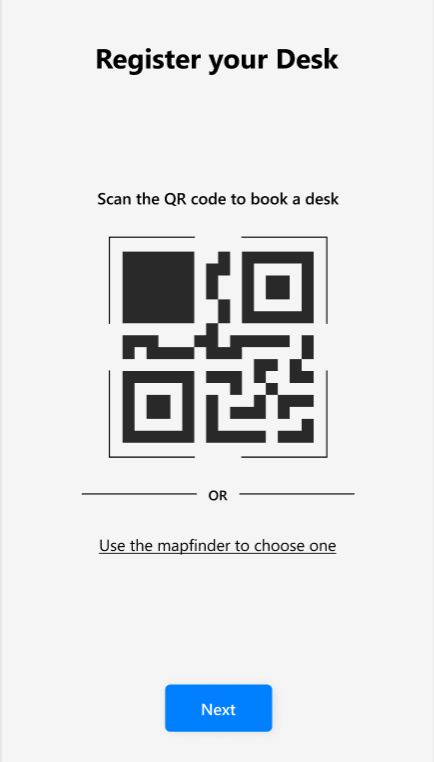 Register your Desk
Scan the QR code to book a desk
OR
Use the mapfinder to choose one
Next